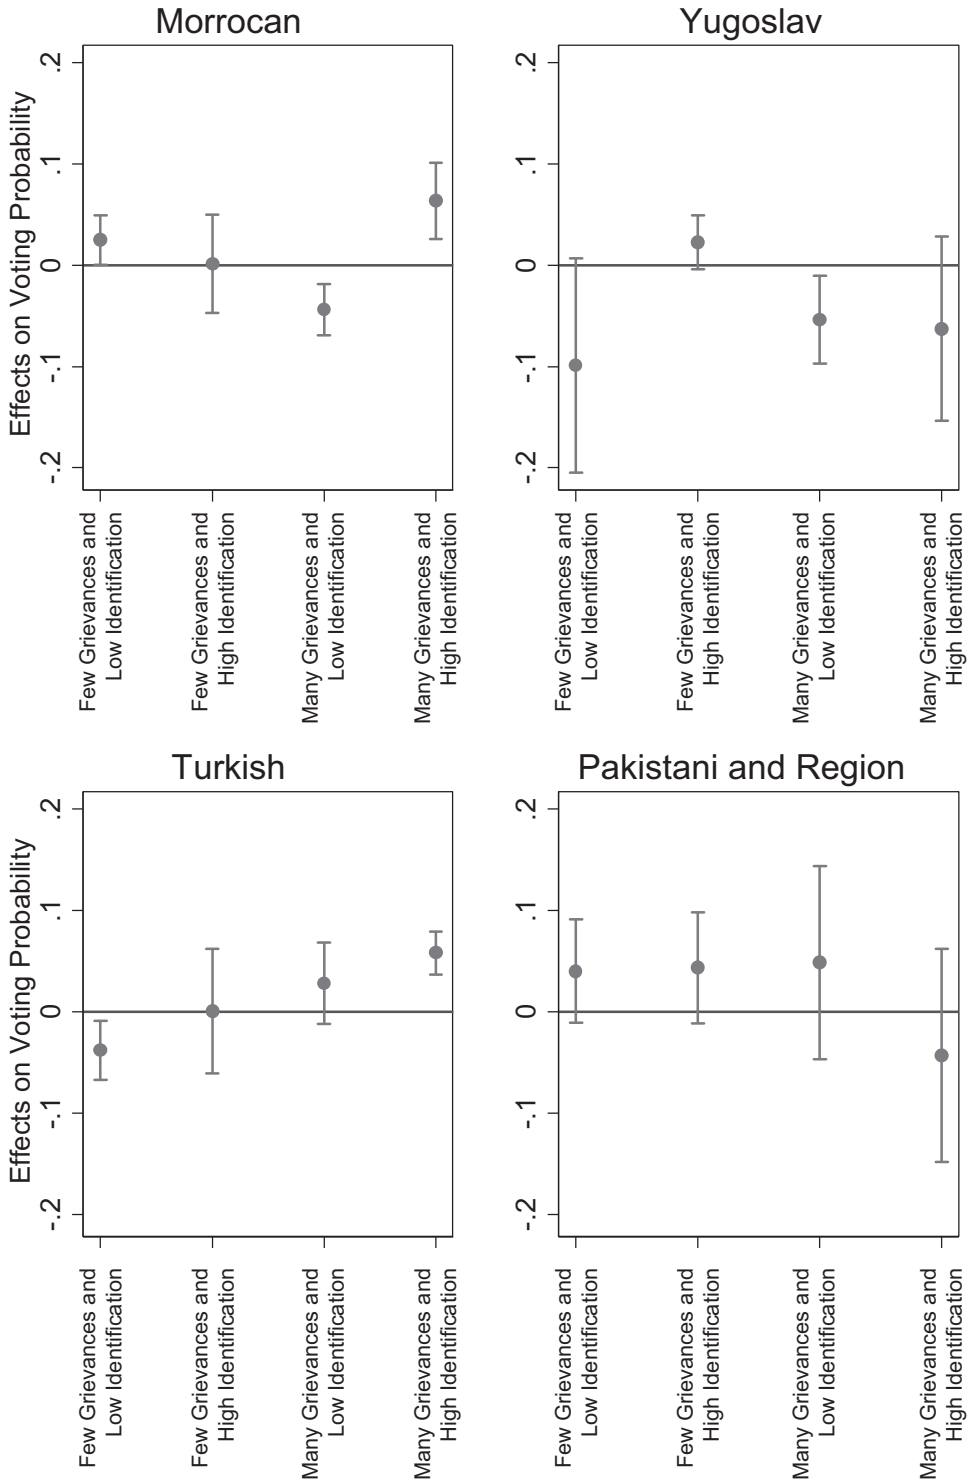 Morrocan
Effects on Voting Probability
.2
.1
0
-.1
-.2
Few Grievances and
Low Identification
Few Grievances and
High Identification
Many Grievances and
Low Identification
Many Grievances and
High Identification
Yugoslav
.2
.1
0
-.1
-.2
Few Grievances and
Low Identification
Few Grievances and
High Identification
Many Grievances and
Low Identification
Many Grievances and
High Identification
Turkish
Effects on Voting Probability
.2
.1
0
-.1
-.2
Few Grievances and
Low Identification
Few Grievances and
High Identification
Many Grievances and
Low Identification
Many Grievances and
High Identification
Pakistani and Region
.2
.1
0
-.1
-.2
Few Grievances and
Low Identification
Few Grievances and
High Identification
Many Grievances and
Low Identification
Many Grievances and
High Identification